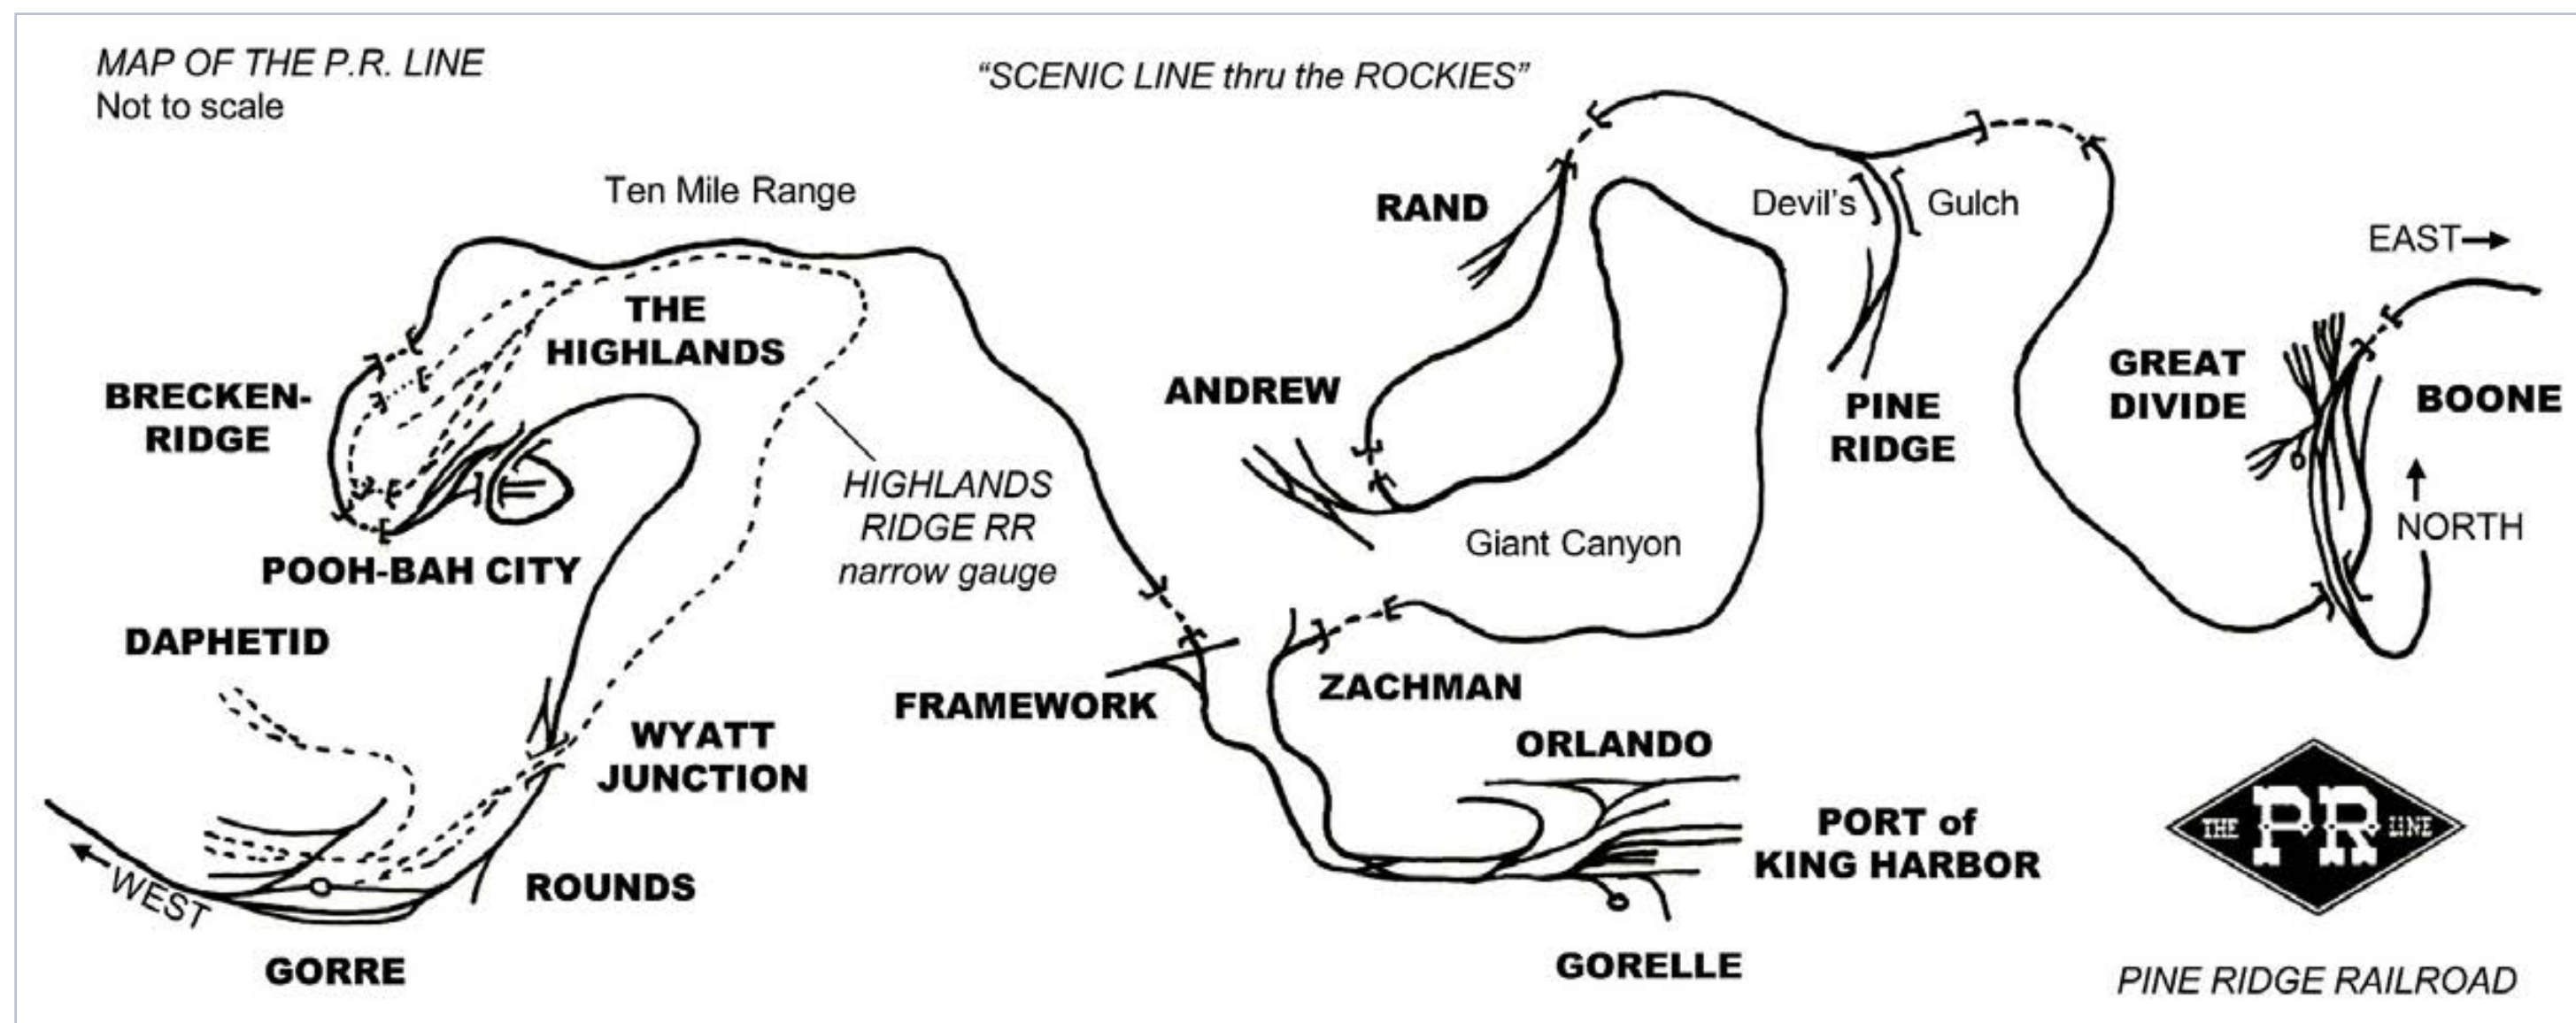 MAP OF THE P.R. LINE
Not to scale
“SCENIC LINE thru the ROCKIES”
Ten Mile Range
THE
HIGHLANDS
BRECKEN-
RIDGE
POOH-BAH CITY
HIGHLANDS
RIDGE RR
narrow gauge
DAPHETID
WYATT
JUNCTION
ROUNDS
WEST
GORRE
FRAMEWORK
RAND
ANDREW
Devil's
Gulch
PINE
RIDGE
Giant Canyon
ZACHMAN
ORLANDO
PORT of
KING HARBOR
GORELLE
EAST
GREAT
DIVIDE
BOONE
NORTH
THE PR LINE
PINE RIDGE RAILROAD